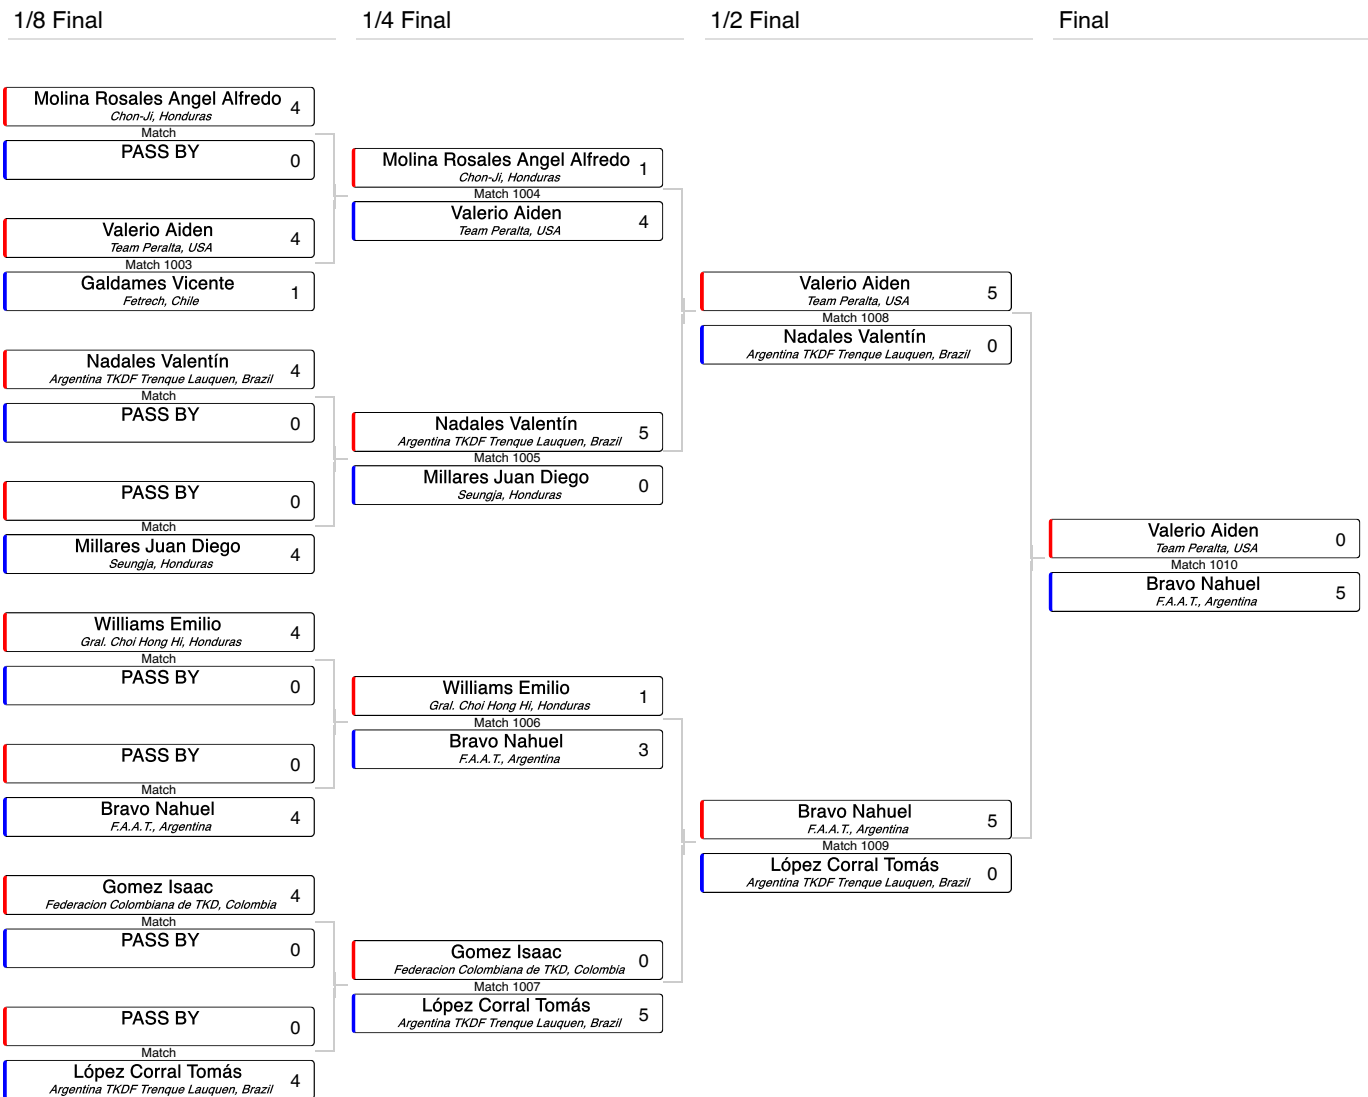 1/8 Final
1/4 Final
1/2 Final
Final
Molina Rosales Angel Alfredo 4
Chon-Ji, Honduras
Match
PASS BY 0
Valerio Aiden 4
Team Peralta, USA
Match 1003
Galdames Vicente 1
Fetrech, Chile
Nadales Valentín 4
Argentina TKDF Trenque Lauquen, Brazil
Match
PASS BY 0
PASS BY 0
Match
Millares Juan Diego 4
Seungja, Honduras
Williams Emilio 4
Gral. Choi Hong Hi, Honduras
Match
PASS BY 0
PASS BY 0
Match
Bravo Nahuel 4
F.A.A.T., Argentina
Gomez Isaac 4
Federacion Colombiana de TKD, Colombia
Match
PASS BY 0
PASS BY 0
Match
López Corral Tomás 4
Argentina TKDF Trenque Lauquen, Brazil
Molina Rosales Angel Alfredo 1
Chon-Ji, Honduras
Match 1004
Valerio Aiden 4
Team Peralta, USA
Nadales Valentín 5
Argentina TKDF Trenque Lauquen, Brazil
Match 1005
Millares Juan Diego 0
Seungja, Honduras
Williams Emilio 1
Gral. Choi Hong Hi, Honduras
Match 1006
Bravo Nahuel 3
F.A.A.T., Argentina
Gomez Isaac 0
Federacion Colombiana de TKD, Colombia
Match 1007
López Corral Tomás 5
Argentina TKDF Trenque Lauquen, Brazil
Valerio Aiden 5
Team Peralta, USA
Match 1008
Nadales Valentín 0
Argentina TKDF Trenque Lauquen, Brazil
Bravo Nahuel 5
F.A.A.T., Argentina
Match 1009
López Corral Tomás 0
Argentina TKDF Trenque Lauquen, Brazil
Valerio Aiden 0
Team Peralta, USA
Match 1010
Bravo Nahuel 5
F.A.A.T., Argentina